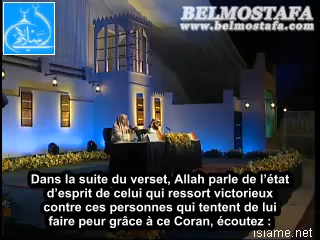 BELMOSTAFA
www.belmostafa.com
Dans la suite du verset, Allah parle de l'état
d'esprit de celui qui ressort victorieux
contre ces personnes qui tentent de lui
faire peur grâce à ce Coran, écoutez :
isiame.net